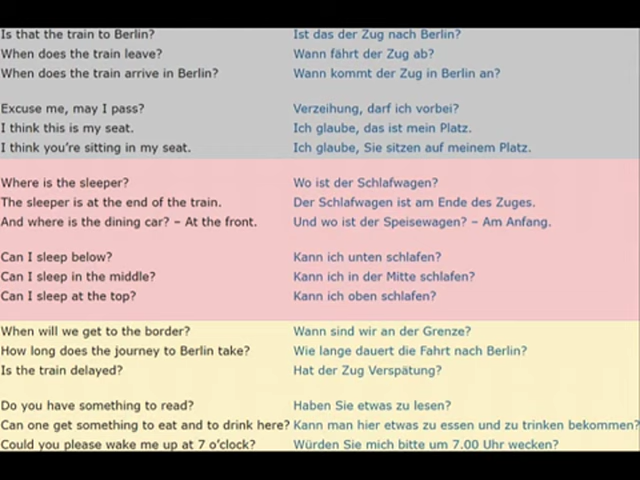 Is that the train to Berlin? Ist das der Zug nach Berlin?
When does the train leave? Wann fährt der Zug ab?
When does the train arrive in Berlin? Wann kommt der Zug in Berlin an?
Excuse me, may I pass? Verzeihung, darf ich vorbei?
I think this is my seat. Ich glaube, das ist mein Platz.
I think you’re sitting in my seat. Ich glaube, Sie sitzen auf meinem Platz.
Where is the sleeper? Wo ist der Schlafwagen?
The sleeper is at the end of the train. Der Schlafwagen ist am Ende des Zuges.
And where is the dining car? – At the front. Und wo ist der Speisewagen? – Am Anfang.
Can I sleep below? Kann ich unten schlafen?
Can I sleep in the middle? Kann ich in der Mitte schlafen?
Can I sleep at the top? Kann ich oben schlafen?
When will we get to the border? Wann sind wir an der Grenze?
How long does the journey to Berlin take? Wie lange dauert die Fahrt nach Berlin?
Is the train delayed? Hat der Zug Verspätung?
Do you have something to read? Haben Sie etwas zu lesen?
Can one get something to eat and to drink here? Kann man hier etwas zu essen und zu trinken bekommen?
Could you please wake me up at 7 o’clock? Würden Sie mich bitte um 7.00 Uhr wecken?